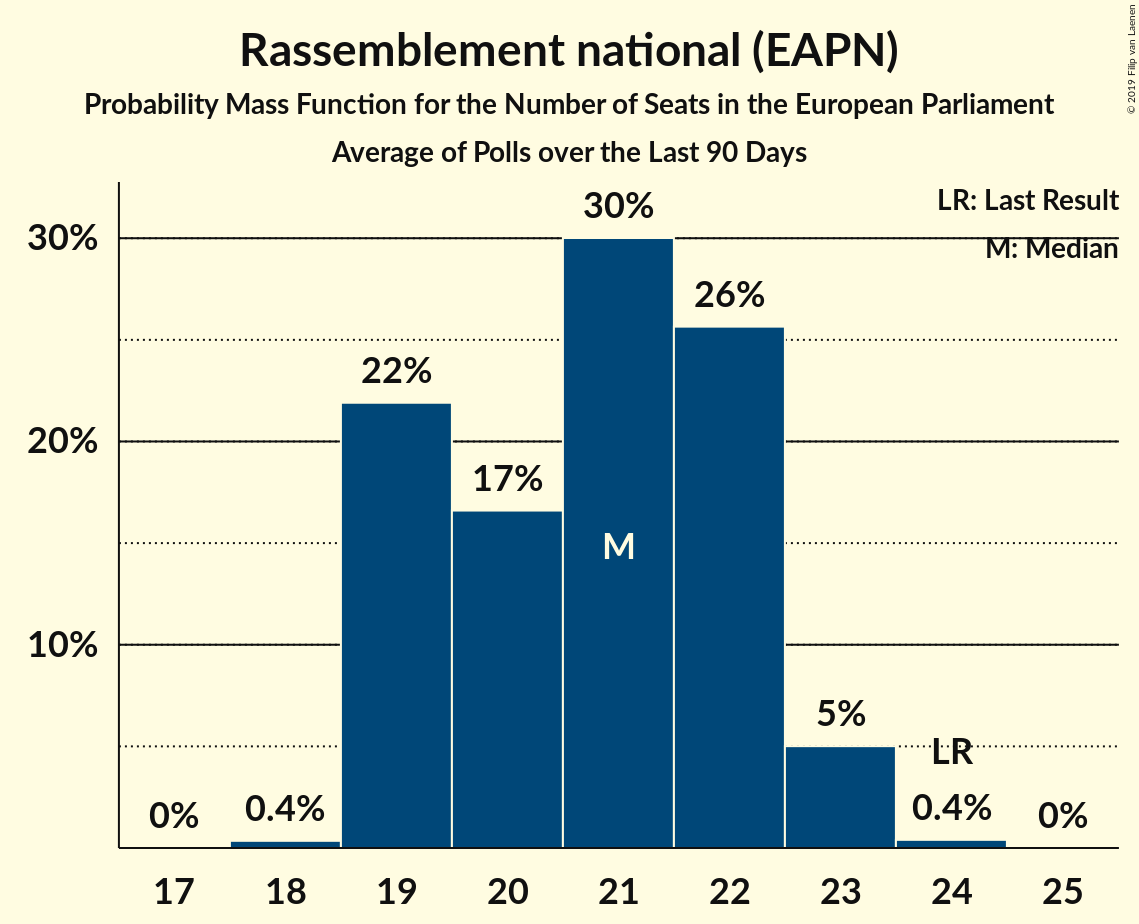 Rassemblement national (EAPN)
Probability Mass Function for the Number of Seats in the European Parliament
Average of Polls over the Last 90 Days
© 2019 Filip van Laenen
LR: Last Result
M: Median
30%
20%
10%
0%
0.4%
22%
17%
30%
M
26%
5%
LR
0.4%
0%
17 18 19 20 21 22 23 24 25